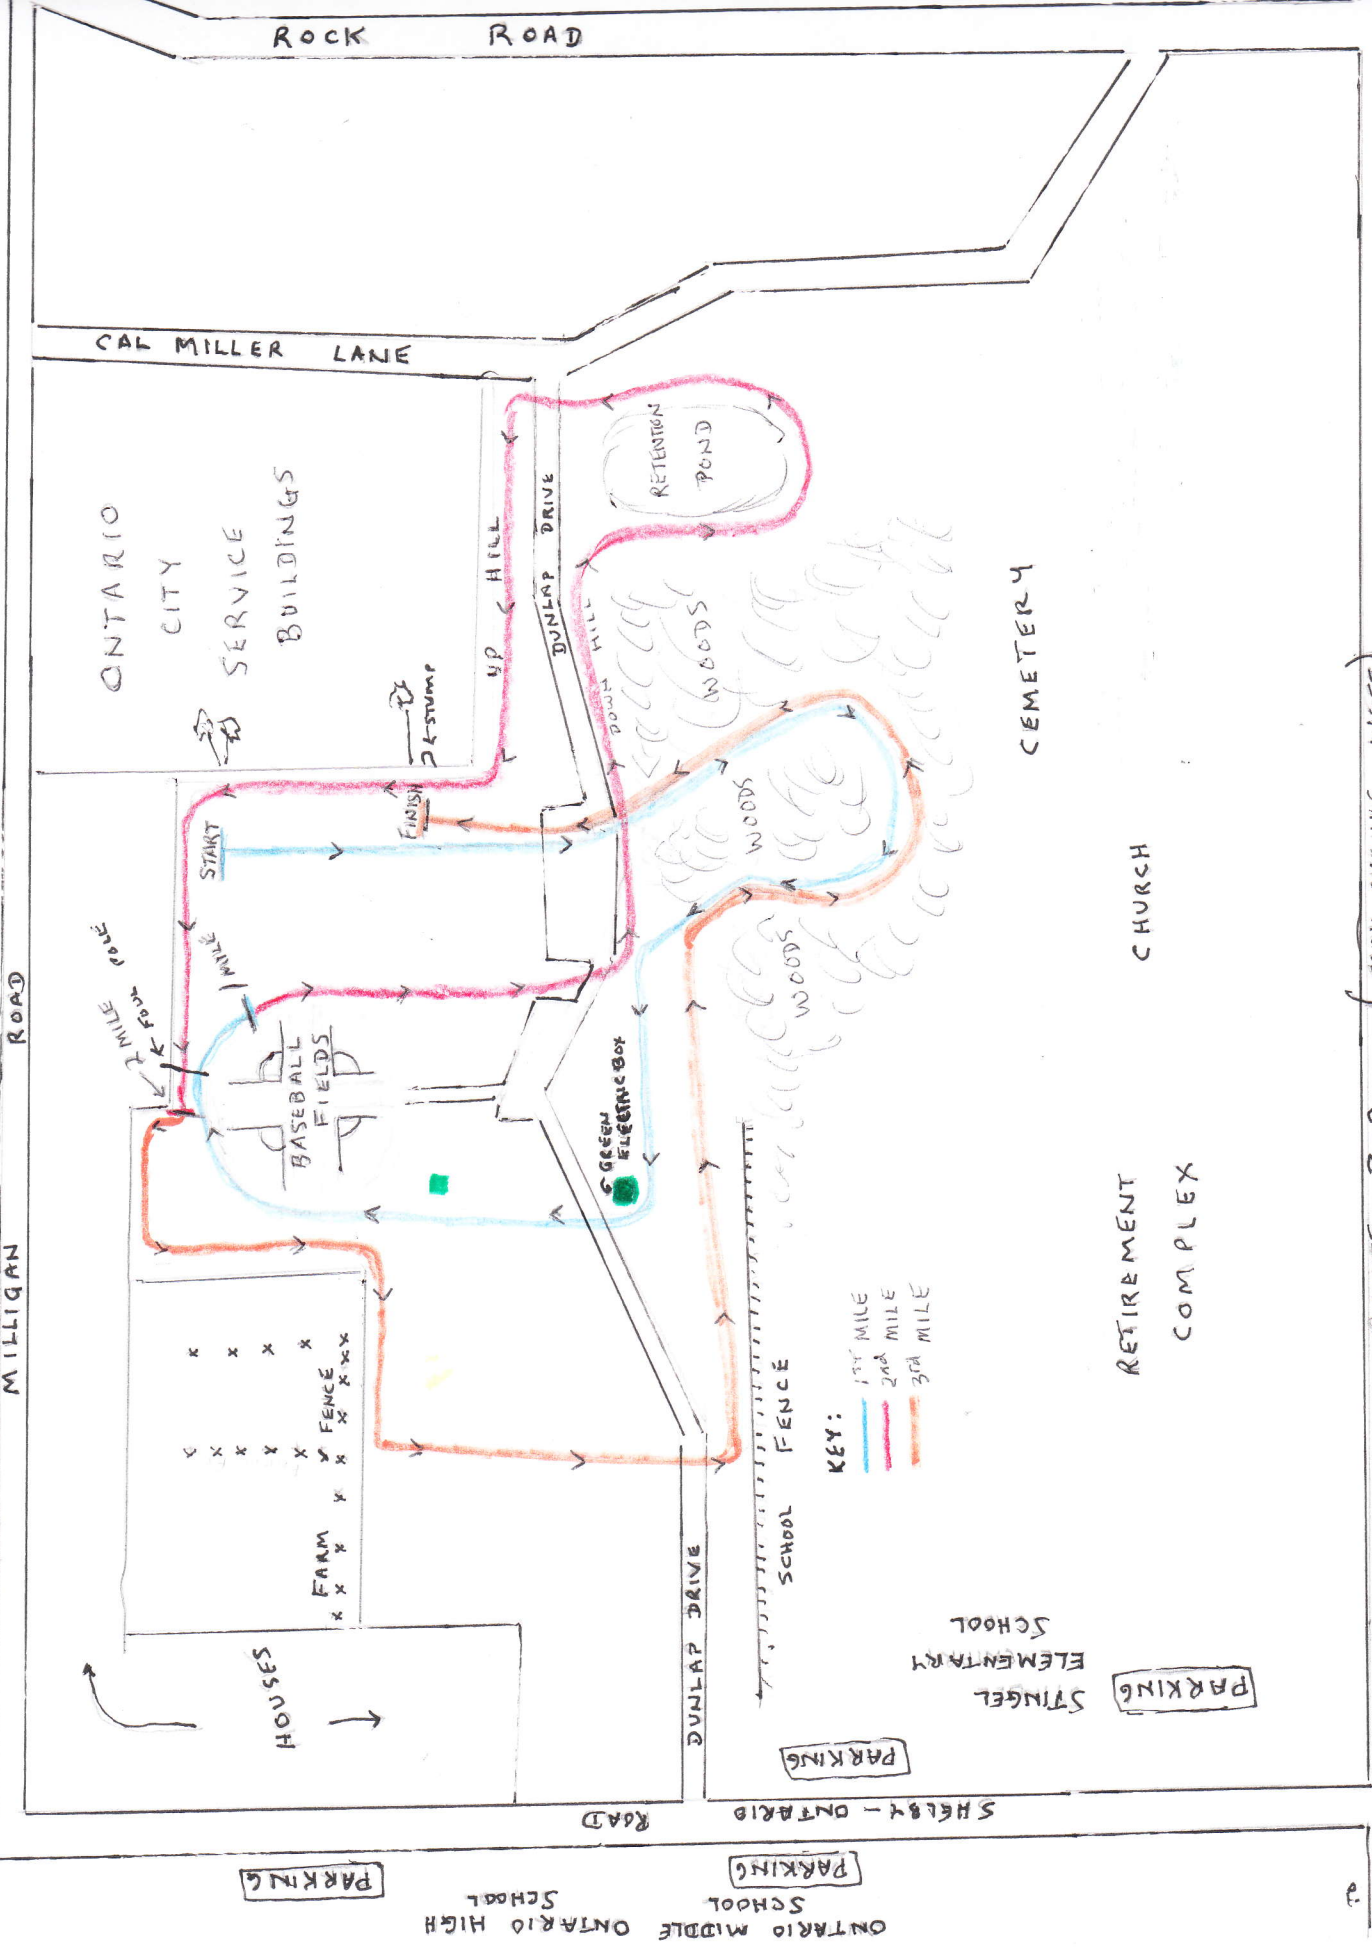 ROCK ROAD
CAL MILLER LANE
MILLIGAN ROAD
ONTARIO
CITY
SERVICE
BUILDINGS
STUMP
UP HILL
DUNLAP DRIVE
DUNLAP DRIVE
DOWN HILL
RETENTION
POND
WOODS
WOODS
WOODS
START
FINISH
1 MILE
2 MILE
FOUL POLE
BASEBALL
FIELDS
GREEN
ELECTRIC BOX
CEMETERY
CHURCH
RETIREMENT
COMPLEX
FARM FENCE
HOUSES
SCHOOL FENCE
KEY:
1ST MILE
2nd MILE
3rd MILE
DUNLAP DRIVE
STINGEL
ELEMENTARY
SCHOOL
PARKING
PARKING
SHELBY-ONTARIO ROAD
PARKING
PARKING
ONTARIO MIDDLE
SCHOOL
ONTARIO HIGH
SCHOOL